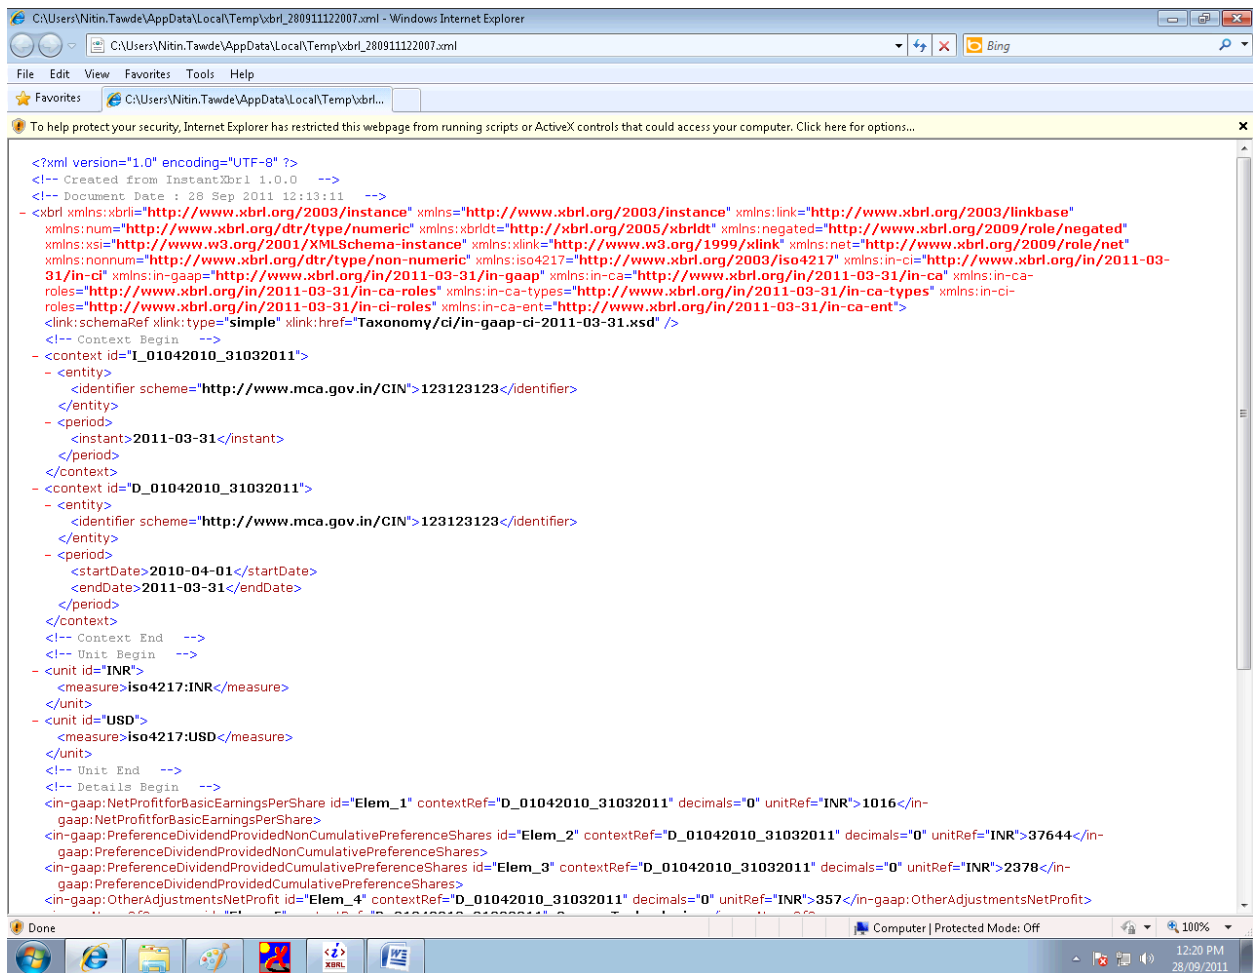 C:\Users\Nitin.Tawde\AppData\Local\Temp\xbrl_280911122007.xml - Windows Internet Explorer
C:\Users\Nitin.Tawde\AppData\Local\Temp\xbrl_280911122007.xml
Bing
File Edit View Favorites Tools Help
Favorites
C:\Users\Nitin.Tawde\AppData\Local\Temp\xbrl...
To help protect your security, Internet Explorer has restricted this webpage from running scripts or ActiveX controls that could access your computer. Click here for options...
<?xml version="1.0" encoding="UTF-8" ?>
<!-- Created from InstantXbrl 1.0.0 -->
<!-- Document Date : 28 Sep 2011 12:13:11 -->
- <xbrl xmlns:xbrli="http://www.xbrl.org/2003/instance" xmlns="http://www.xbrl.org/2003/instance" xmlns:link="http://www.xbrl.org/2003/linkbase"
xmlns:num="http://www.xbrl.org/dtr/type/numeric" xmlns:xbrldt="http://xbrl.org/2005/xbrldt" xmlns:negated="http://www.xbrl.org/2009/role/negated"
xmlns:xsi="http://www.w3.org/2001/XMLSchema-instance" xmlns:xlink="http://www.w3.org/1999/xlink" xmlns:net="http://www.xbrl.org/2009/role/net"
xmlns:nonnum="http://www.xbrl.org/dtr/type/non-numeric" xmlns:iso4217="http://www.xbrl.org/2003/iso4217" xmlns:in-ci="http://www.xbrl.org/in/2011-03-
31/in-ci" xmlns:in-gaap="http://www.xbrl.org/in/2011-03-31/in-gaap" xmlns:in-ca="http://www.xbrl.org/in/2011-03-31/in-ca" xmlns:in-ca-
roles="http://www.xbrl.org/in/2011-03-31/in-ca-roles" xmlns:in-ca-types="http://www.xbrl.org/in/2011-03-31/in-ca-types" xmlns:in-ci-
roles="http://www.xbrl.org/in/2011-03-31/in-ci-roles" xmlns:in-ca-ent="http://www.xbrl.org/in/2011-03-31/in-ca-ent">
<link:schemaRef xlink:type="simple" xlink:href="Taxonomy/ci/in-gaap-ci-2011-03-31.xsd" />
<!-- Context Begin -->
- <context id="I_01042010_31032011">
- <entity>
<identifier scheme="http://www.mca.gov.in/CIN">123123123</identifier>
</entity>
- <period>
<instant>2011-03-31</instant>
</period>
</context>
- <context id="D_01042010_31032011">
- <entity>
<identifier scheme="http://www.mca.gov.in/CIN">123123123</identifier>
</entity>
- <period>
<startDate>2010-04-01</startDate>
<endDate>2011-03-31</endDate>
</period>
</context>
<!-- Context End -->
<!-- Unit Begin -->
- <unit id="INR">
<measure>iso4217:INR</measure>
</unit>
- <unit id="USD">
<measure>iso4217:USD</measure>
</unit>
<!-- Unit End -->
<!-- Details Begin -->
<in-gaap:NetProfitforBasicEarningsPerShare id="Elem_1" contextRef="D_01042010_31032011" decimals="0" unitRef="INR">1016</in-
gaap:NetProfitforBasicEarningsPerShare>
<in-gaap:PreferenceDividendProvidedNonCumulativePreferenceShares id="Elem_2" contextRef="D_01042010_31032011" decimals="0" unitRef="INR">37644</in-
gaap:PreferenceDividendProvidedNonCumulativePreferenceShares>
<in-gaap:PreferenceDividendProvidedCumulativePreferenceShares id="Elem_3" contextRef="D_01042010_31032011" decimals="0" unitRef="INR">2378</in-
gaap:PreferenceDividendProvidedCumulativePreferenceShares>
<in-gaap:OtherAdjustmentsNetProfit id="Elem_4" contextRef="D_01042010_31032011" decimals="0" unitRef="INR">357</in-gaap:OtherAdjustmentsNetProfit>
Done
Computer | Protected Mode: Off
100%
XBRL
12:20 PM
28/09/2011